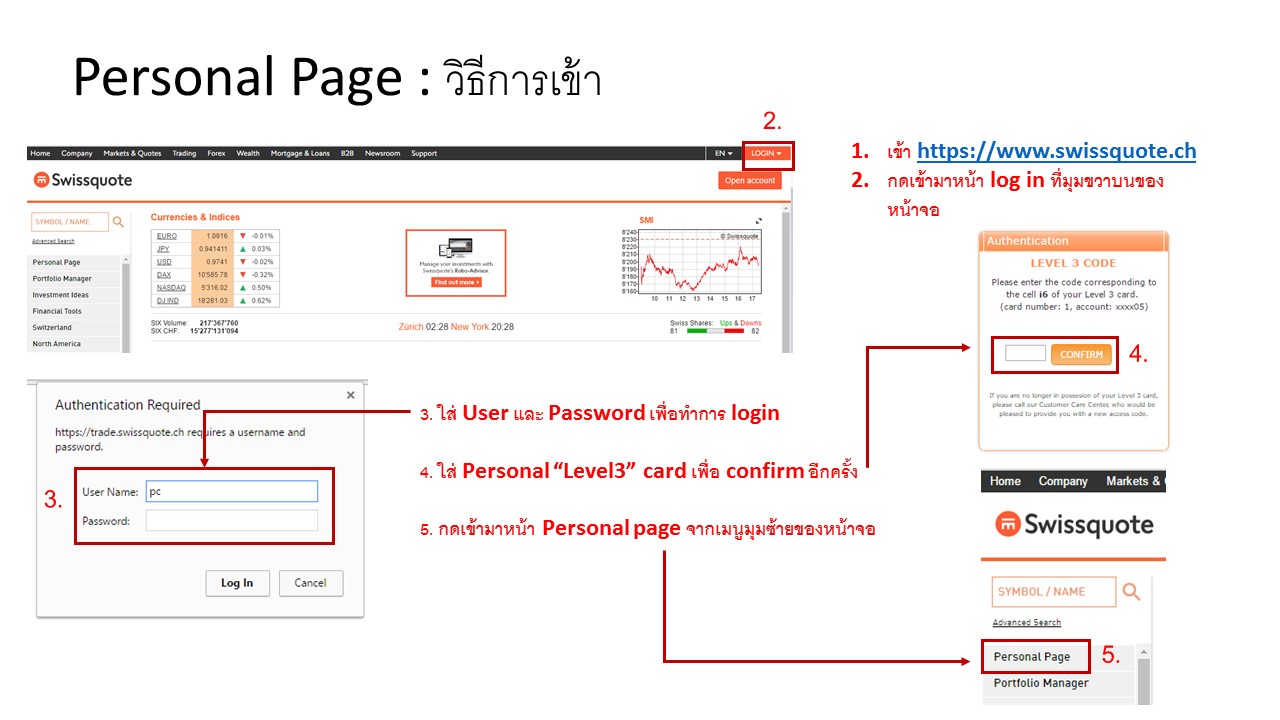 Personal Page : วิธีการเข้า
2.
Home Company Markets & Quotes Trading Forex Wealth Mortgage & Loans B2B Newsroom Support EN LOGIN
Swissquote
Open account
SYMBOL / NAME
Advanced Search
Personal Page
Portfolio Manager
Investment Ideas
Financial Tools
Switzerland
North America
Currencies & Indices
EURO 1.0916 ▼ -0.01%
JPY 0.941411 ▲ 0.03%
USD 0.9741 ▼ -0.02%
DAX 10'585.78 ▼ -0.32%
NASDAQ 5'316.02 ▲ 0.50%
DJ IND 18'281.03 ▲ 0.62%
Manage your investments with
Swissquote's Robo-Advisor.
Find out more ›
SMI
© Swissquote
8'240
8'230
8'220
8'210
8'200
8'190
8'180
8'170
8'160
10 11 12 13 14 15 16 17
SIX Volume: 217'367'760
SIX CHF: 15'277'131'094
Zürich 02:28 New York 20:28
Swiss Shares: Ups & Downs
81 82
1. เข้า https://www.swissquote.ch
2. กดเข้ามาหน้า log in ที่มุมขวาบนของ
หน้าจอ
Authentication
LEVEL 3 CODE
Please enter the code corresponding to
the cell i6 of your Level 3 card.
(card number: 1, account: xxxx05)
CONFIRM
4.
If you are no longer in possesion of your Level 3 card,
please call our Customer Care Center, who would be
pleased to provide you with a new access code.
Authentication Required
https://trade.swissquote.ch requires a username and
password.
3.
User Name: pc
Password:
Log In Cancel
3. ใส่ User และ Password เพื่อทำการ login
4. ใส่ Personal “Level3” card เพื่อ confirm อีกครั้ง
5. กดเข้ามาหน้า Personal page จากเมนูมุมซ้ายของหน้าจอ
Home Company Markets &
Swissquote
SYMBOL / NAME
Advanced Search
Personal Page
5.
Portfolio Manager